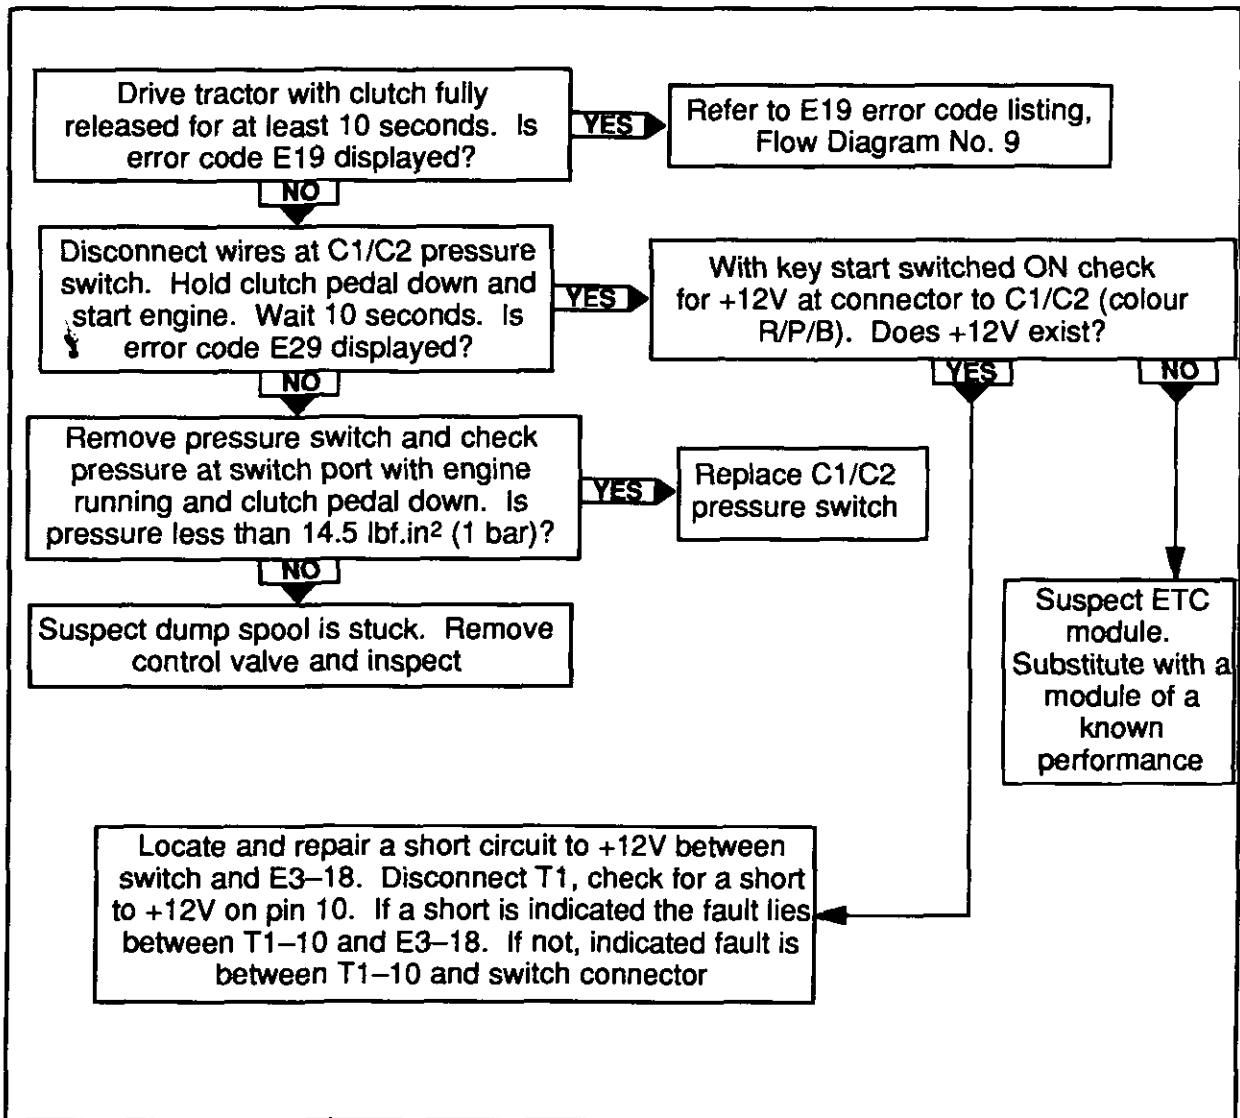 Drive tractor with clutch fully
released for at least 10 seconds. Is
error code E19 displayed?
YES
Refer to E19 error code listing,
Flow Diagram No. 9
NO
Disconnect wires at C1/C2 pressure
switch. Hold clutch pedal down and
start engine. Wait 10 seconds. Is
error code E29 displayed?
YES
With key start switched ON check
for +12V at connector to C1/C2 (colour
R/P/B). Does +12V exist?
NO
YES
NO
Remove pressure switch and check
pressure at switch port with engine
running and clutch pedal down. Is
pressure less than 14.5 lbf.in² (1 bar)?
YES
Replace C1/C2
pressure switch
NO
Suspect dump spool is stuck. Remove
control valve and inspect
Suspect ETC
module.
Substitute with a
module of a
known
performance
Locate and repair a short circuit to +12V between
switch and E3–18. Disconnect T1, check for a short
to +12V on pin 10. If a short is indicated the fault lies
between T1–10 and E3–18. If not, indicated fault is
between T1–10 and switch connector